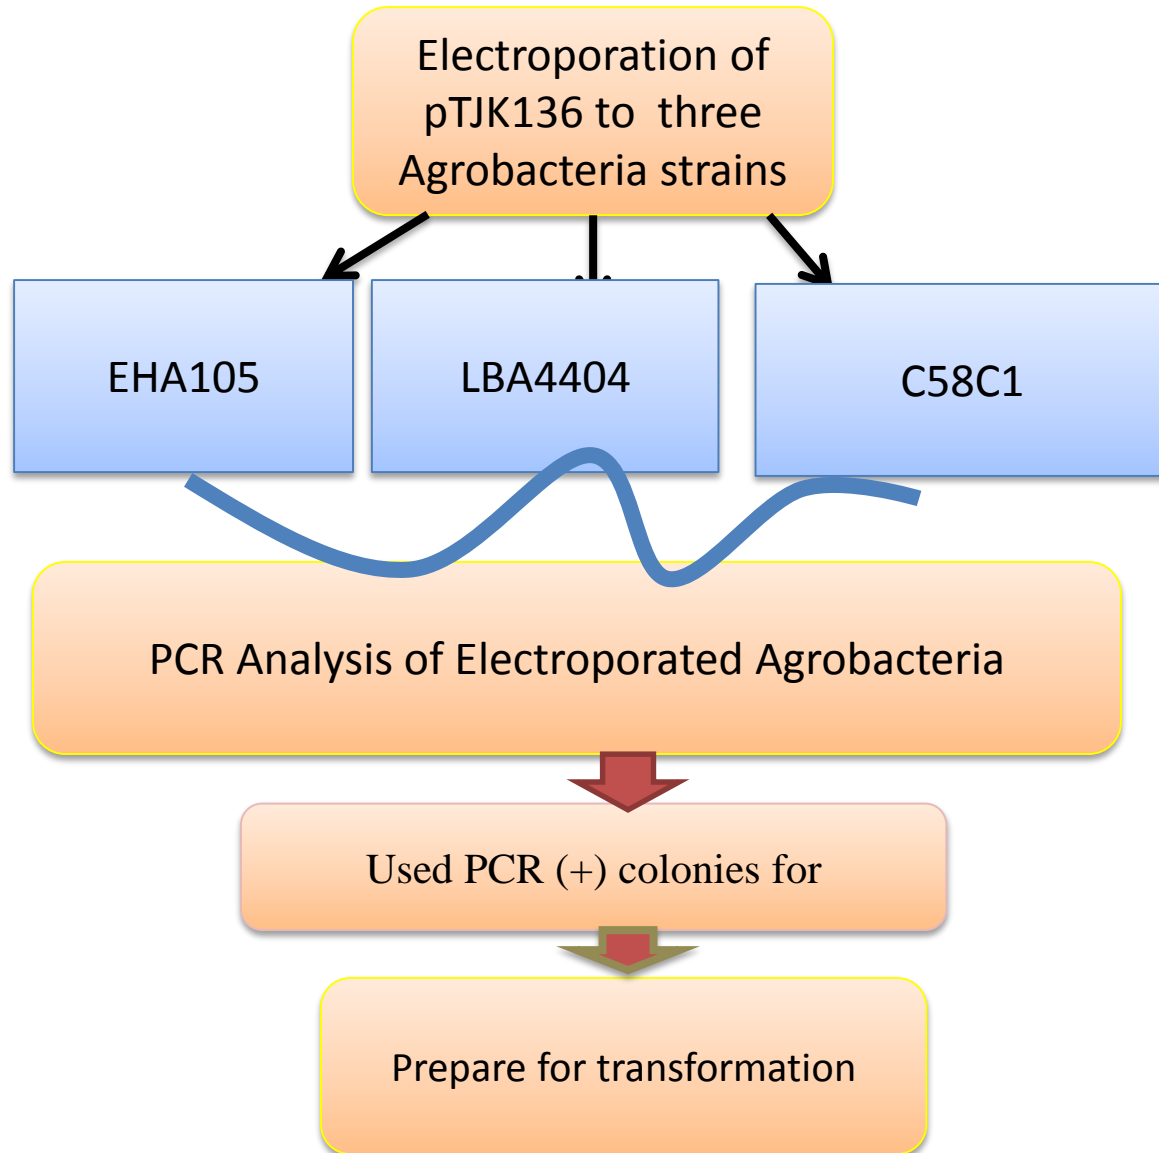 Electroporation of
pTJK136 to three
Agrobacteria strains
EHA105
LBA4404
C58C1
PCR Analysis of Electroporated Agrobacteria
Used PCR (+) colonies for
Prepare for transformation